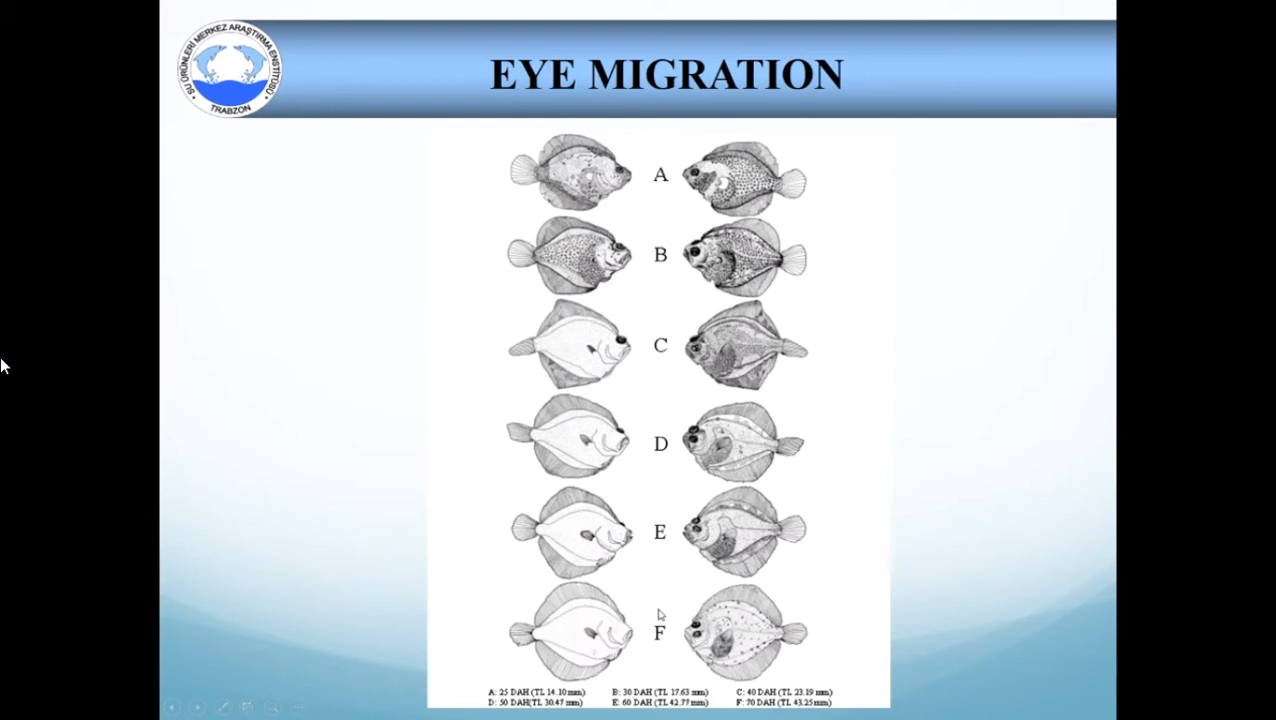 SU ÜRÜNLERİ MERKEZ ARAŞTIRMA ENSTİTÜSÜ
TRABZON
EYE MIGRATION
A
B
C
D
E
F
A: 25 DAH (TL 14.10 mm) B: 30 DAH (TL 17.63 mm) C: 40 DAH (TL 23.19 mm)
D: 50 DAH(TL 30.47 mm) E: 60 DAH (TL 42.77 mm) F: 70 DAH (TL 43.25 mm)